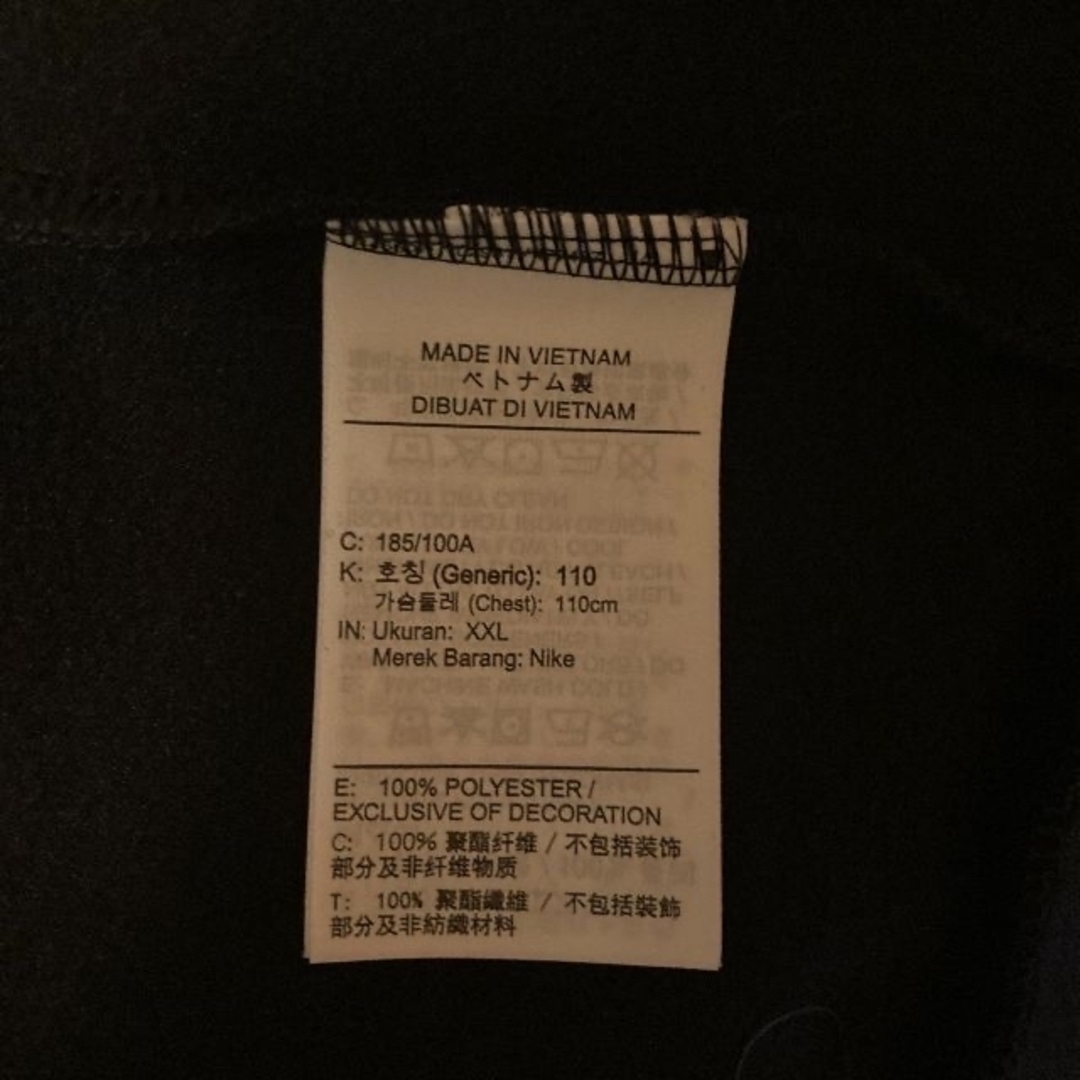 MADE IN VIETNAM
ベトナム製
DIBUAT DI VIETNAM
C: 185/100A
K: 호칭 (Generic): 110
가슴둘레 (Chest): 110cm
IN: Ukuran: XXL
Merek Barang: Nike
E: 100% POLYESTER /
EXCLUSIVE OF DECORATION
C: 100% 聚酯纤维 / 不包括装饰
部分及非纤维物质
T: 100% 聚酯纖維 / 不包括裝飾
部分及非紡織材料